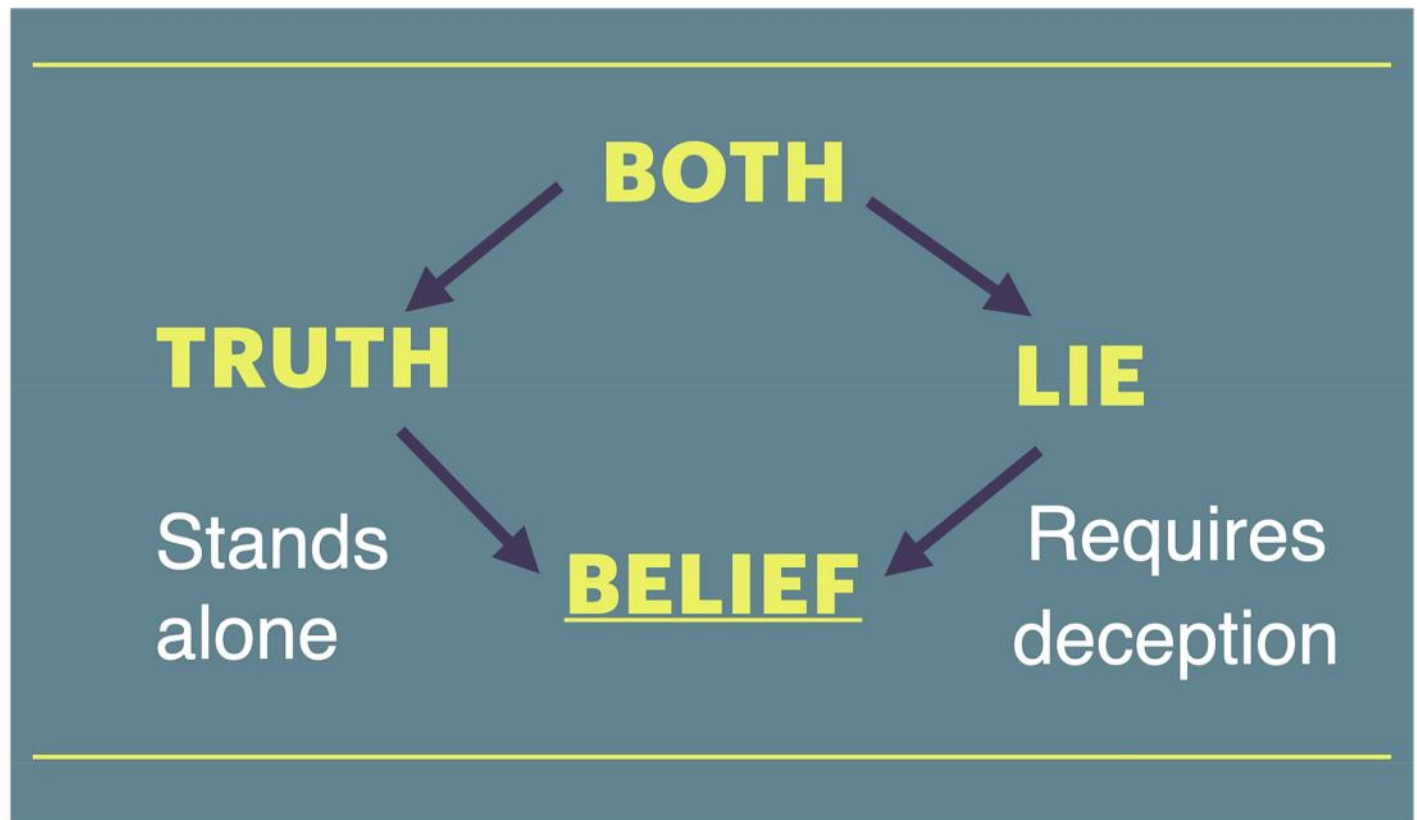 BOTH
TRUTH
LIE
Stands
alone
BELIEF
Requires
deception